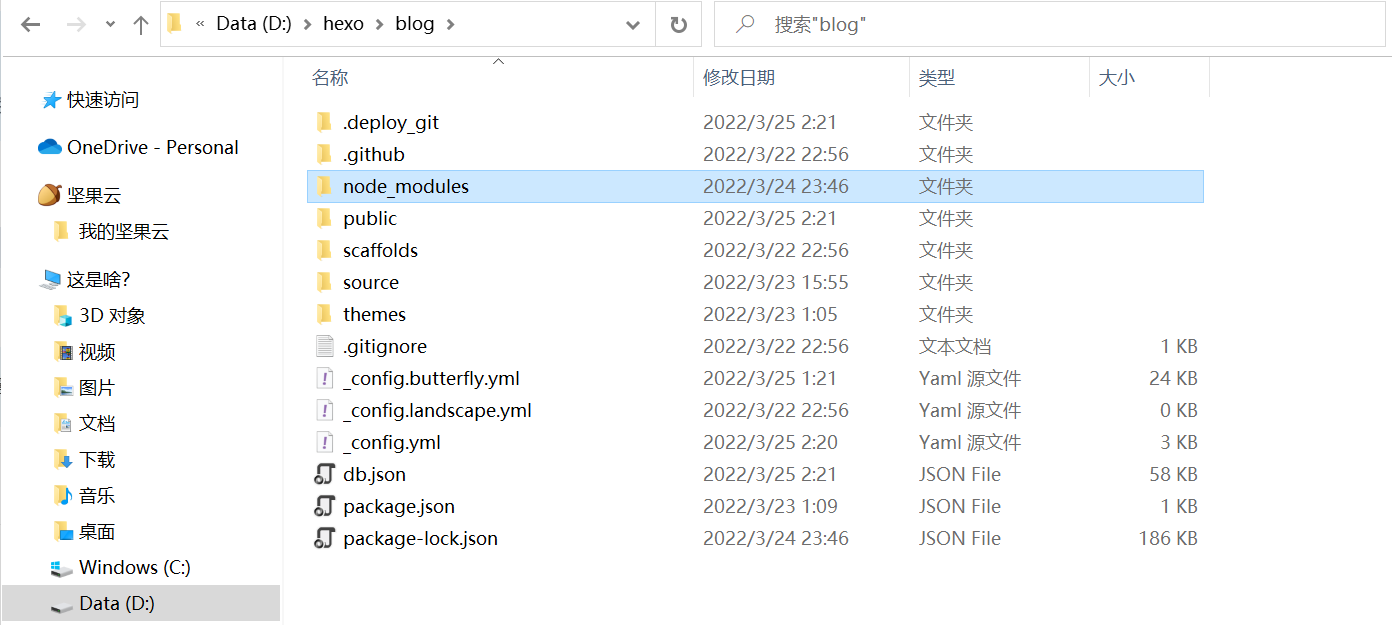 « Data (D:) > hexo > blog >
搜索"blog"
快速访问
OneDrive - Personal
坚果云
我的坚果云
这是啥?
3D 对象
视频
图片
文档
下载
音乐
桌面
Windows (C:)
Data (D:)
名称 修改日期 类型 大小
.deploy_git 2022/3/25 2:21 文件夹
.github 2022/3/22 22:56 文件夹
node_modules 2022/3/24 23:46 文件夹
public 2022/3/25 2:21 文件夹
scaffolds 2022/3/22 22:56 文件夹
source 2022/3/23 15:55 文件夹
themes 2022/3/23 1:05 文件夹
.gitignore 2022/3/22 22:56 文本文档 1 KB
_config.butterfly.yml 2022/3/25 1:21 Yaml 源文件 24 KB
_config.landscape.yml 2022/3/22 22:56 Yaml 源文件 0 KB
_config.yml 2022/3/25 2:20 Yaml 源文件 3 KB
db.json 2022/3/25 2:21 JSON File 58 KB
package.json 2022/3/23 1:09 JSON File 1 KB
package-lock.json 2022/3/24 23:46 JSON File 186 KB